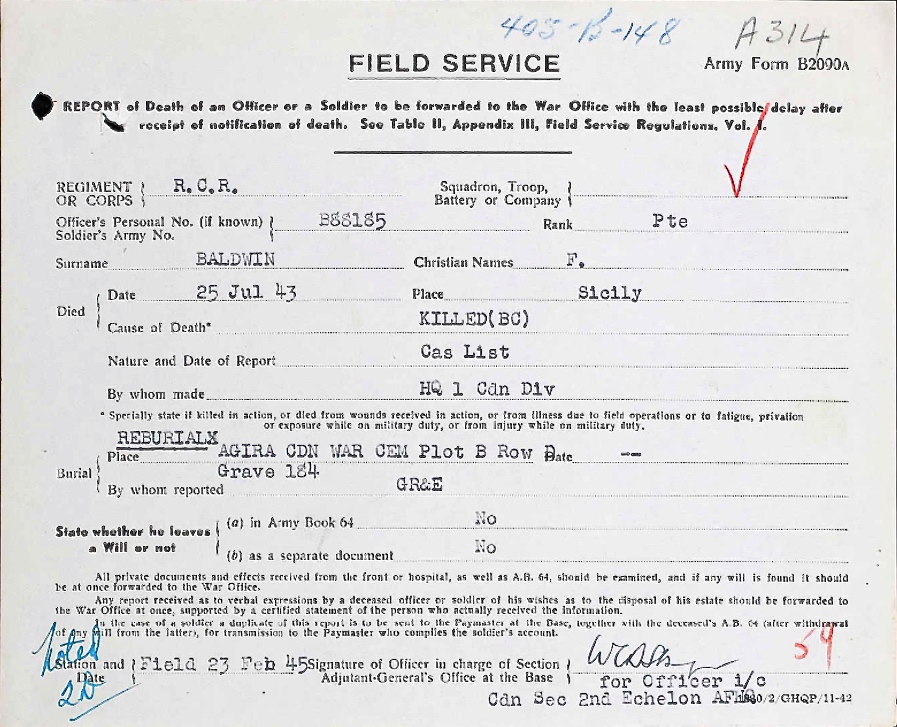 405-B-148
A314
FIELD SERVICE
Army Form B2090A
REPORT of Death of an Officer or a Soldier to be forwarded to the War Office with the least possible delay after
receipt of notification of death. See Table II, Appendix III, Field Service Regulations, Vol. I.
REGIMENT OR CORPS R.C.R. Squadron, Troop, Battery or Company
Officer's Personal No. (if known) Soldier's Army No. B88185 Rank Pte
Surname BALDWIN Christian Names F.
Died Date 25 Jul 43 Place Sicily
Cause of Death* KILLED(BC)
Nature and Date of Report Cas List
By whom made HQ 1 Cdn Div
* Specially state if killed in action, or died from wounds received in action, or from illness due to field operations or to fatigue, privation
or exposure while on military duty, or from injury while on military duty.
REBURIALX
Burial Place AGIRA CDN WAR CEM Plot B Row Date --
Grave 184
By whom reported GR&E
State whether he leaves a Will or not (a) in Army Book 64 No
(b) as a separate document No
All private documents and effects received from the front or hospital, as well as A.B. 64, should be examined, and if any will is found it should
be at once forwarded to the War Office.
Any report received as to verbal expressions by a deceased officer or soldier of his wishes as to the disposal of his estate should be forwarded to
the War Office at once, supported by a certified statement of the person who actually received the information.
In the case of a soldier a duplicate of this report is to be sent to the Paymaster at the Base, together with the deceased's A.B. 64 (after withdrawal
of any will from the latter), for transmission to the Paymaster who compiles the soldier's account.
59
noted
Station and Date Field 23 Feb 45 Signature of Officer in charge of Section Adjutant-General's Office at the Base
for Officer i/c
Cdn Sec 2nd Echelon AFHQ /2/GHQP/11-42